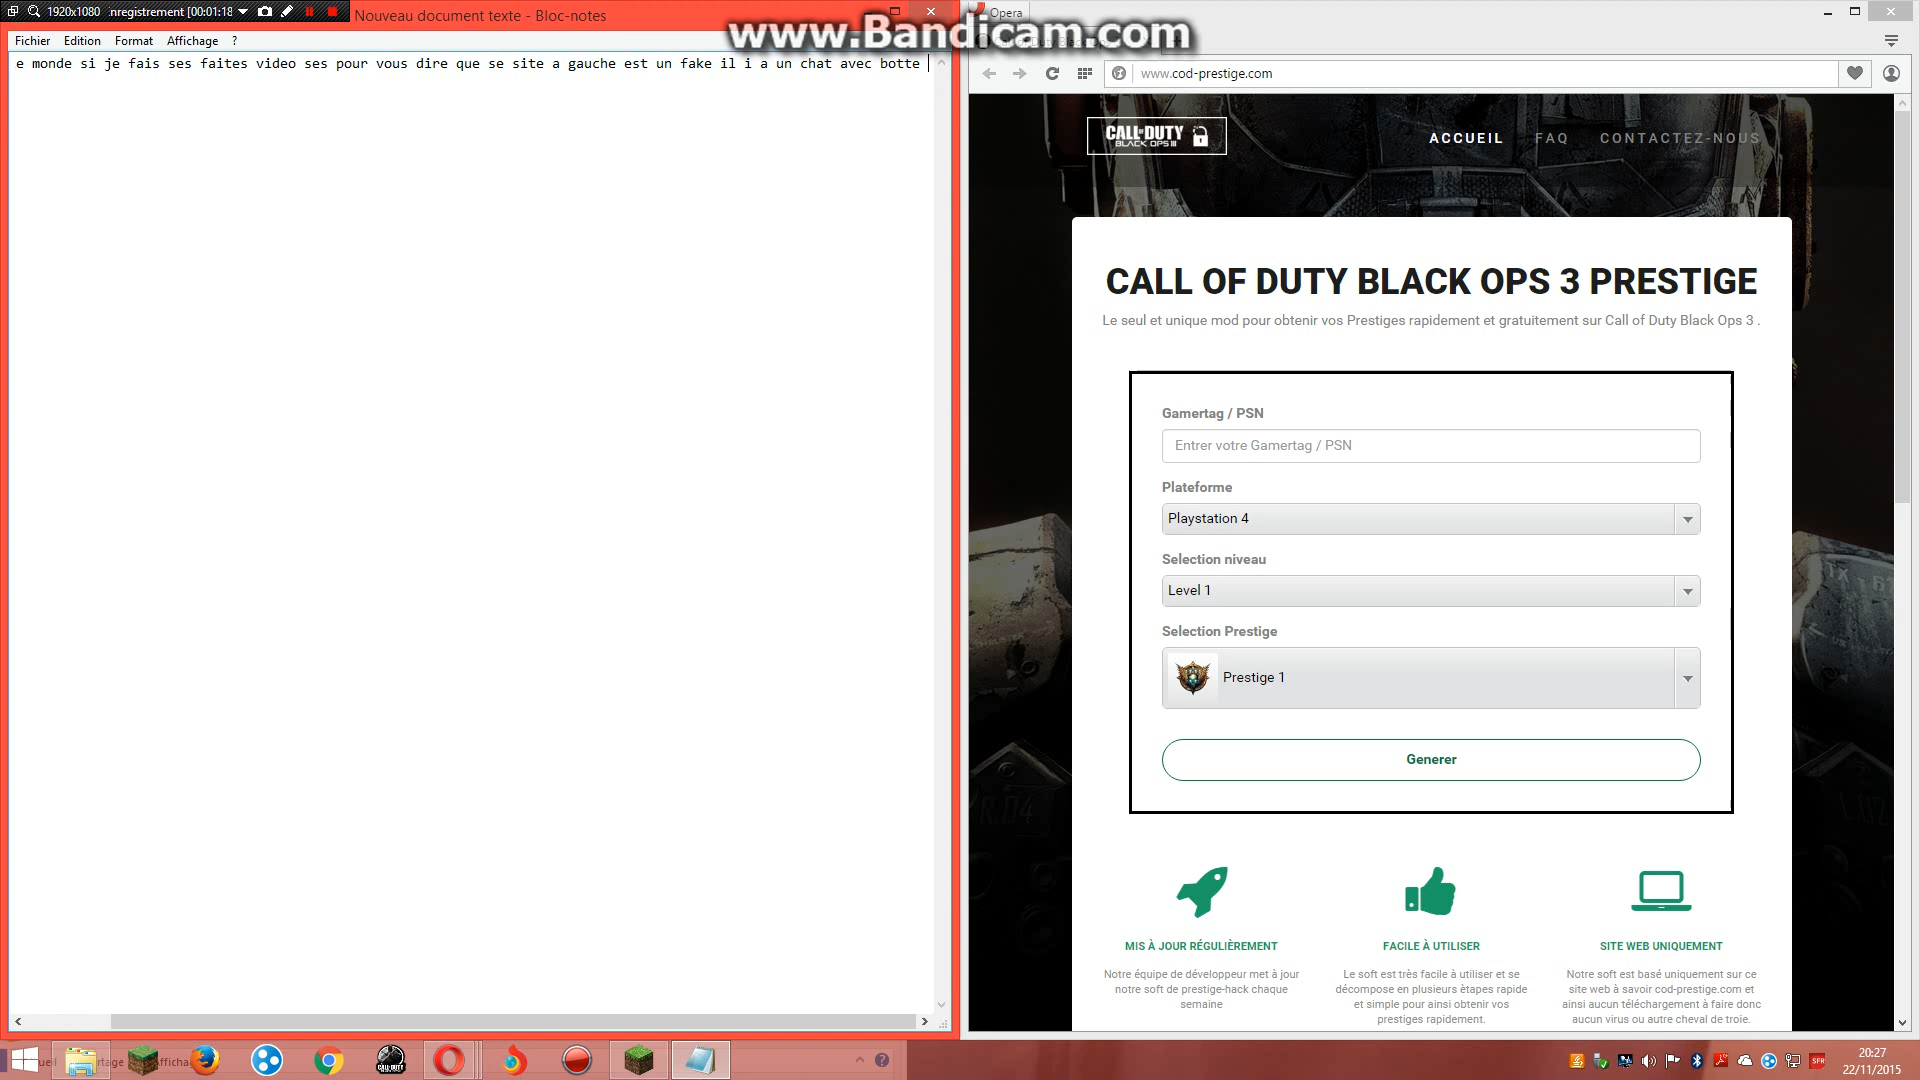 1920x1080 nregistrement [00:01:18
Nouveau document texte - Bloc-notes
www.Bandicam.com
Opera
Fichier Edition Format Affichage ?
e monde si je fais ses faites video ses pour vous dire que se site a gauche est un fake il i a un chat avec botte
www.cod-prestige.com
CALL OF DUTY
BLACK OPS III
ACCUEIL FAQ CONTACTEZ-NOUS
CALL OF DUTY BLACK OPS 3 PRESTIGE
Le seul et unique mod pour obtenir vos Prestiges rapidement et gratuitement sur Call of Duty Black Ops 3 .
Gamertag / PSN
Entrer votre Gamertag / PSN
Plateforme
Playstation 4
Selection niveau
Level 1
Selection Prestige
Prestige 1
Generer
MIS À JOUR RÉGULIÈREMENT
Notre équipe de développeur met à jour
notre soft de prestige-hack chaque
semaine
FACILE À UTILISER
Le soft est très facile à utiliser et se
décompose en plusieurs ètapes rapide
et simple pour ainsi obtenir vos
prestiges rapidement.
SITE WEB UNIQUEMENT
Notre soft est basé uniquement sur ce
site web à savoir cod-prestige.com et
ainsi aucun téléchargement à faire donc
aucun virus ou autre cheval de troie.
SFR
20:27
22/11/2015